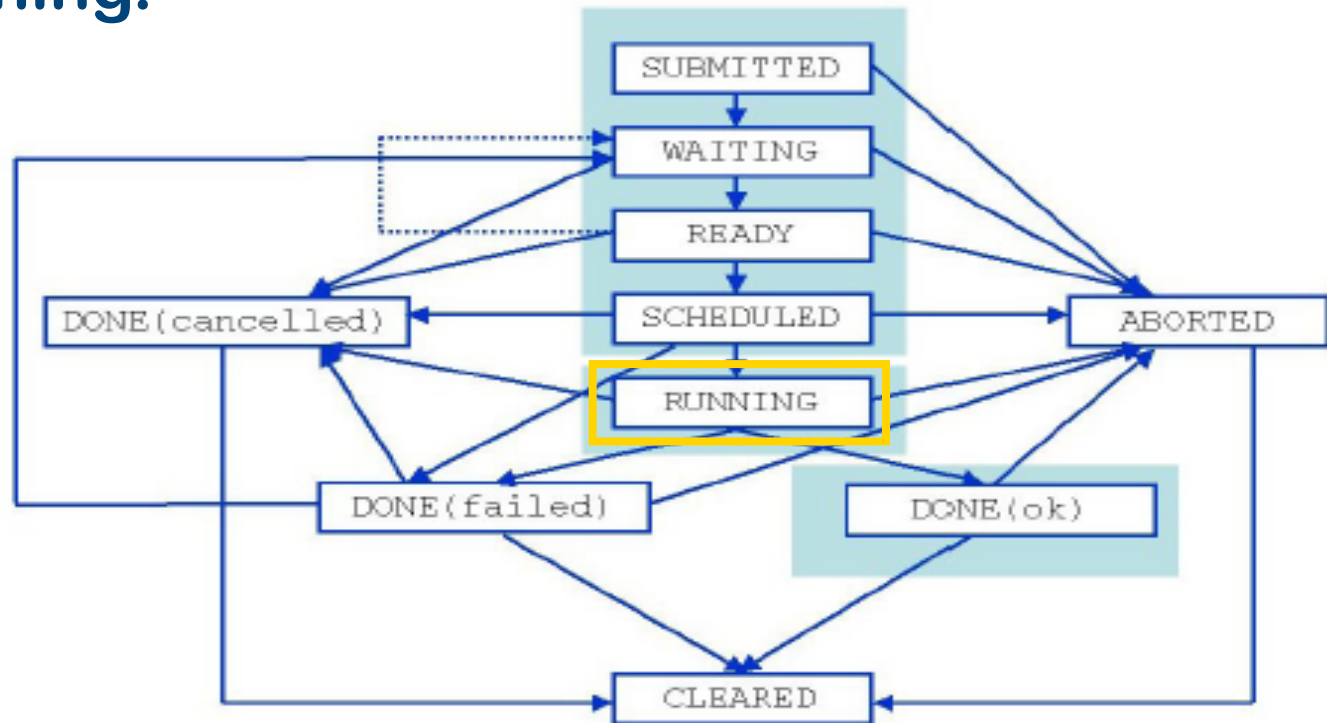 SUBMITTED
WAITING
READY
DONE(cancelled)
SCHEDULED
ABORTED
RUNNING
DONE(failed)
DONE(ok)
CLEARED